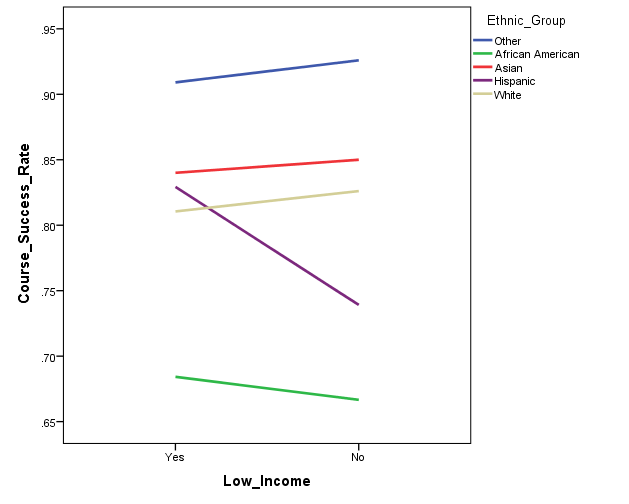 Ethnic_Group
Other
African American
Asian
Hispanic
White
Course_Success_Rate
.95
.90
.85
.80
.75
.70
.65
Yes
No
Low_Income